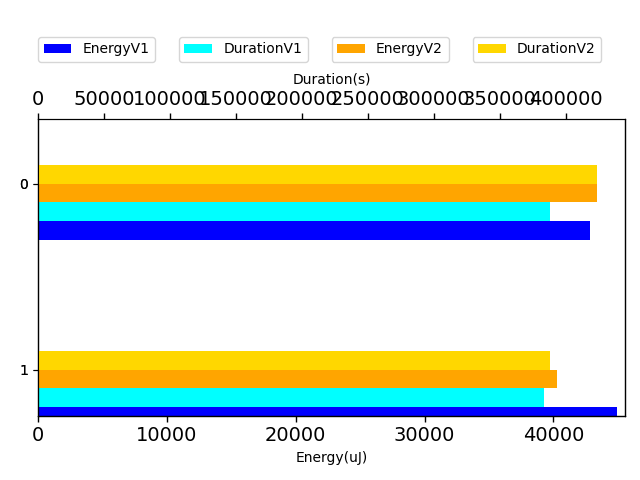 EnergyV1 DurationV1 EnergyV2 DurationV2
Duration(s)
0 50000 100000 150000 200000 250000 300000 350000 400000
0
1
0 10000 20000 30000 40000
Energy(uJ)